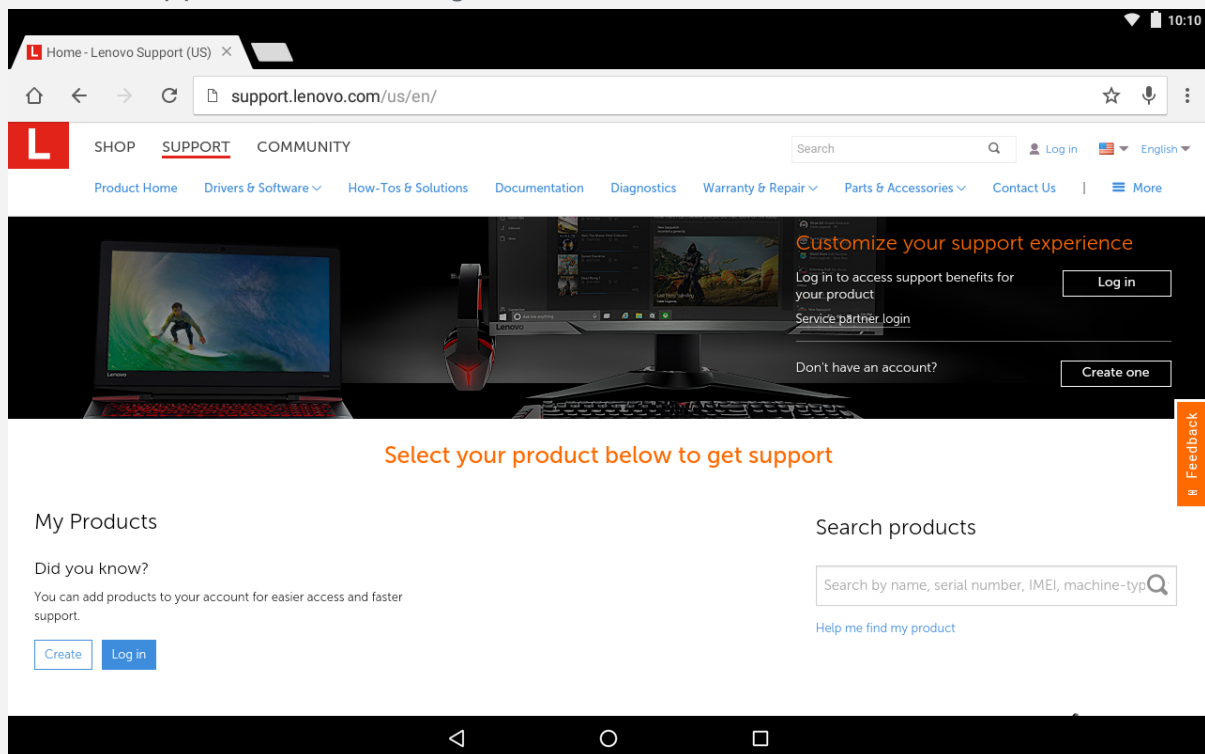 10:10
L Home - Lenovo Support (US) ×
support.lenovo.com/us/en/
L SHOP SUPPORT COMMUNITY Search Log in English
Product Home Drivers & Software How-Tos & Solutions Documentation Diagnostics Warranty & Repair Parts & Accessories Contact Us | More
Customize your support experience
Log in to access support benefits for
your product
Log in
Service partner login
Don't have an account?
Create one
Lenovo
Lenovo
Ask me anything
Feedback
Select your product below to get support
My Products
Did you know?
You can add products to your account for easier access and faster
support.
Create Log in
Search products
Search by name, serial number, IMEI, machine-typ
Help me find my product